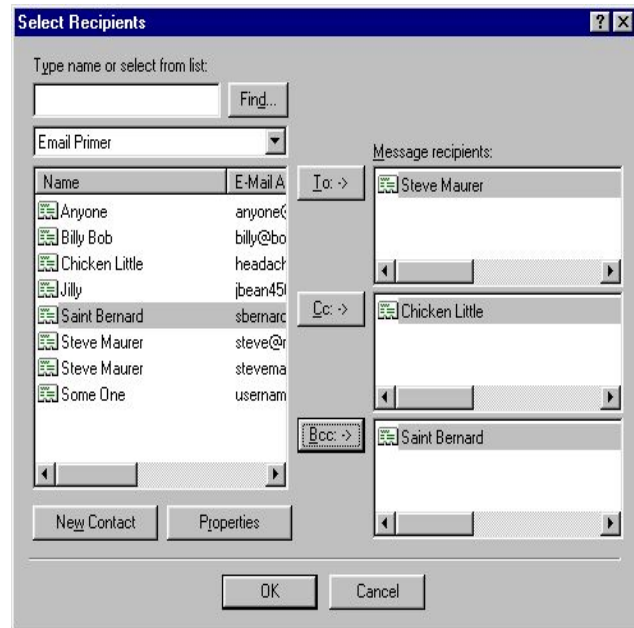 Select Recipients
Type name or select from list:
Find...
Email Primer
Message recipients:
Name E-Mail A
To: ->
Steve Maurer
Anyone anyone@
Billy Bob billy@bo
Chicken Little headach
Jilly jbean45
Cc: ->
Chicken Little
Saint Bernard sbernard
Steve Maurer steve@r
Steve Maurer stevema
Some One usernam
Bcc: ->
Saint Bernard
New Contact Properties
OK Cancel